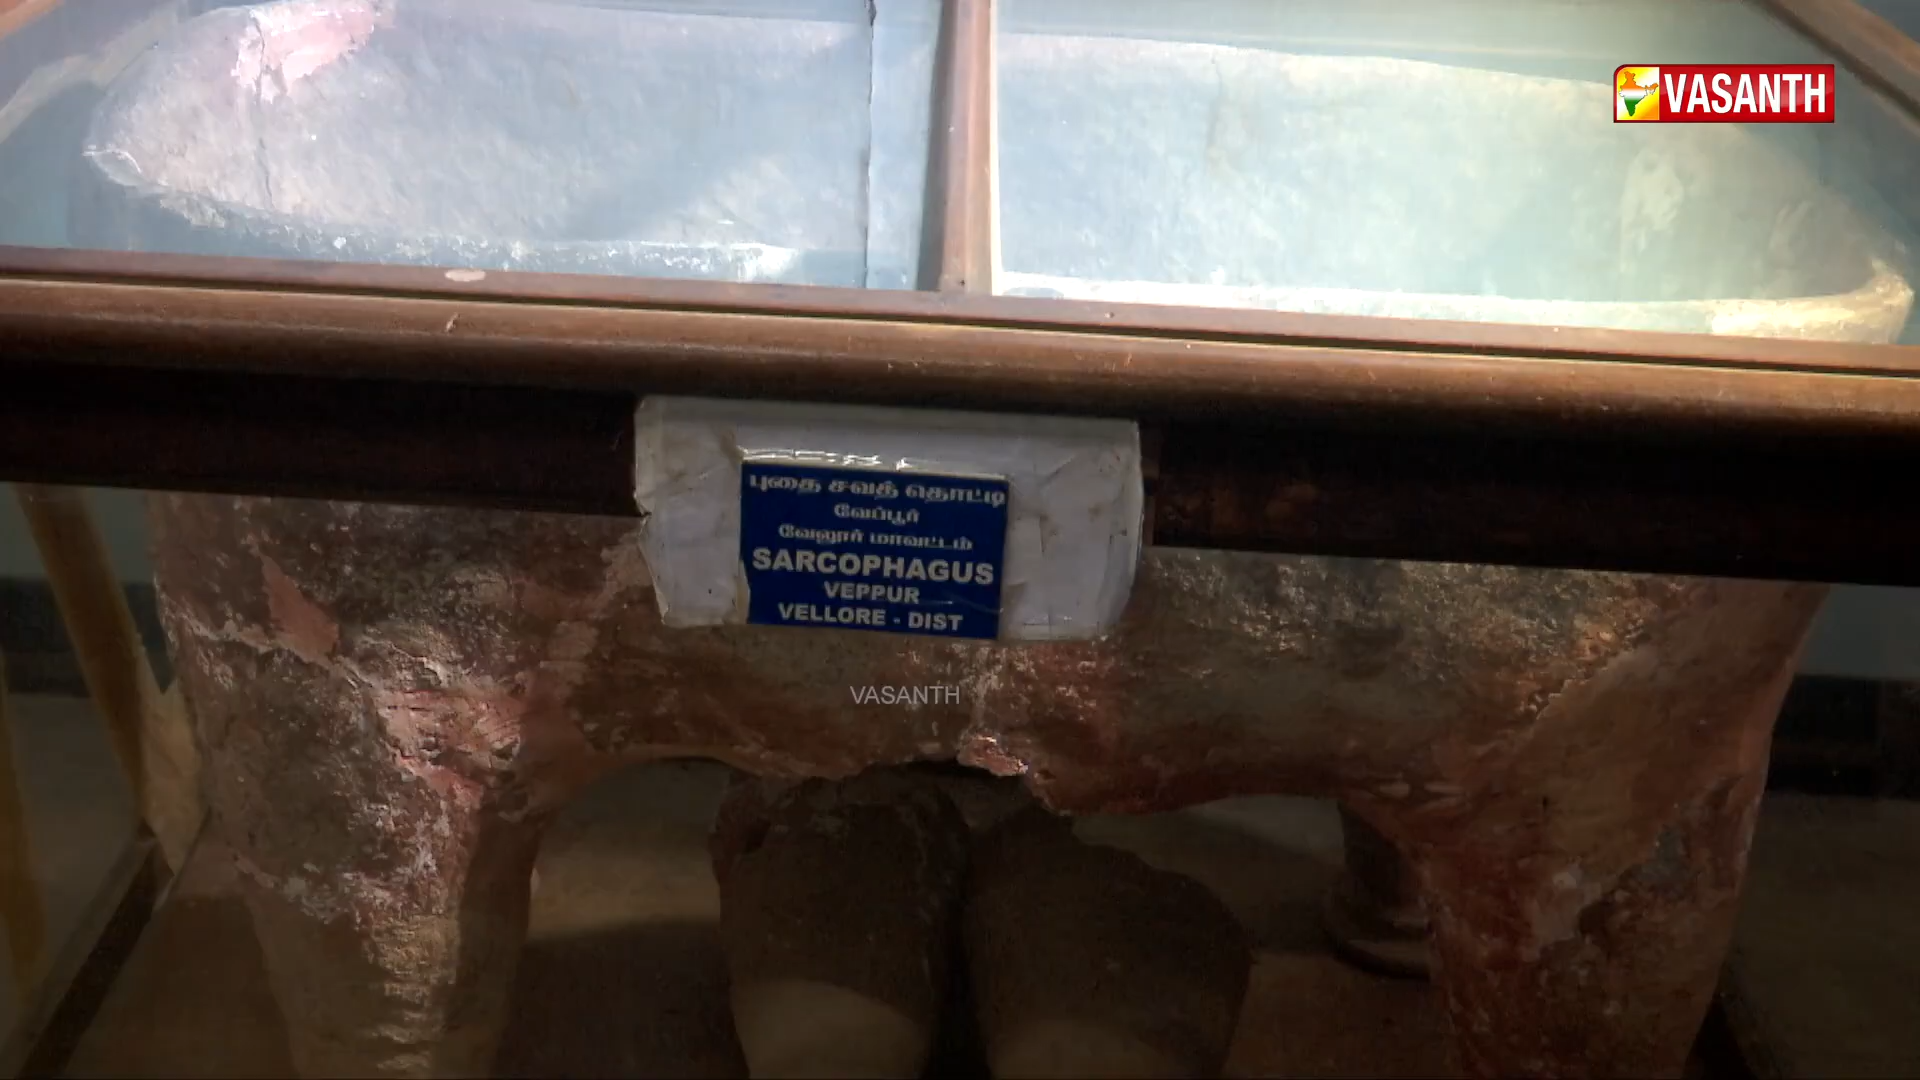 VASANTH
புதை சவத் தொட்டி
வேப்பூர்
வேலூர் மாவட்டம்
SARCOPHAGUS
VEPPUR
VELLORE - DIST
VASANTH